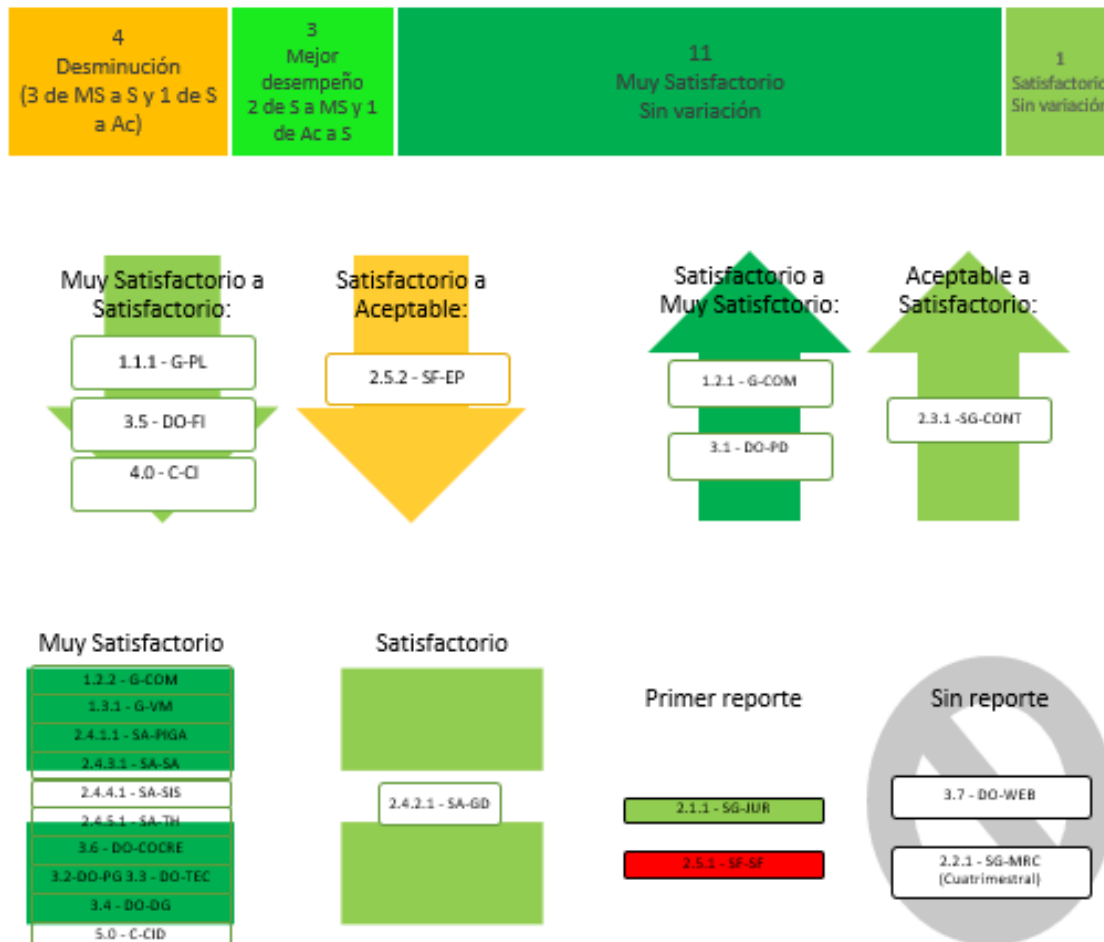 4
Desminución
(3 de MS a S y 1 de S
a Ac)
3
Mejor
desempeño
2 de S a MS y 1
de Ac a S
11
Muy Satisfactorio
Sin variación
1
Satisfactorio
Sin variación
Muy Satisfactorio a
Satisfactorio:
1.1.1 - G-PL
3.5 - DO-FI
4.0 - C-CI
Satisfactorio a
Aceptable:
2.5.2 - SF-EP
Satisfactorio a
Muy Satisfctorio:
1.2.1 - G-COM
3.1 - DO-PD
Aceptable a
Satisfactorio:
2.3.1 -SG-CONT
Muy Satisfactorio
1.2.2 - G-COM
1.3.1 - G-VM
2.4.1.1 - SA-PIGA
2.4.3.1 - SA-SA
2.4.4.1 - SA-SIS
2.4.5.1 - SA-TH
3.6 - DO-COCRE
3.2-DO-PG 3.3 - DO-TEC
3.4 - DO-DG
5.0 - C-CID
Satisfactorio
2.4.2.1 - SA-GD
Primer reporte
2.1.1 - SG-JUR
2.5.1 - SF-SF
Sin reporte
3.7 - DO-WEB
2.2.1 - SG-MRC
(Cuatrimestral)